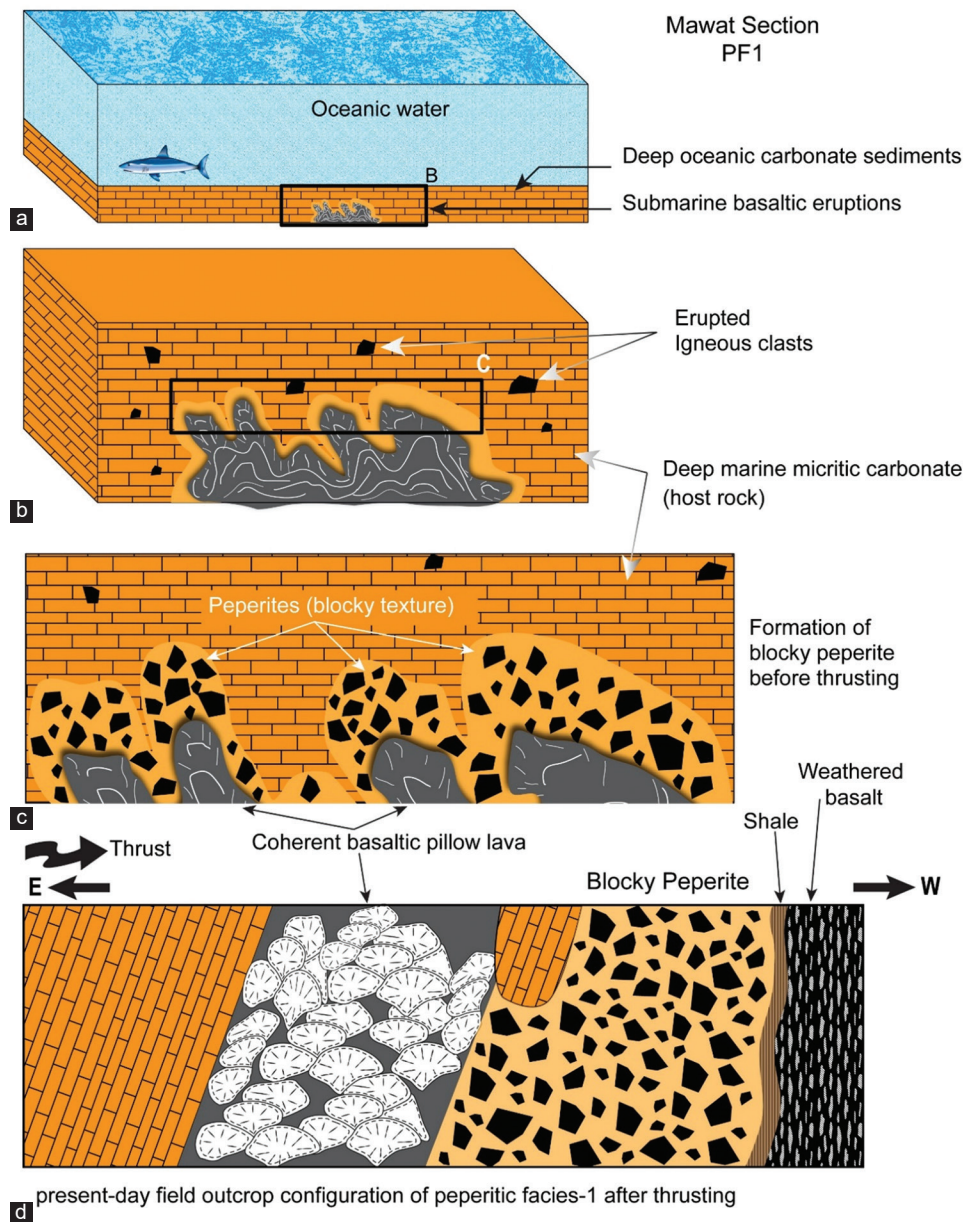 Mawat Section
PF1
Oceanic water
Deep oceanic carbonate sediments
B
Submarine basaltic eruptions
a
Erupted
Igneous clasts
C
Deep marine micritic carbonate
(host rock)
b
Peperites (blocky texture)
Formation of
blocky peperite
before thrusting
Weathered
basalt
c
Shale
Coherent basaltic pillow lava
Thrust
E
Blocky Peperite
W
d
present-day field outcrop configuration of peperitic facies-1 after thrusting